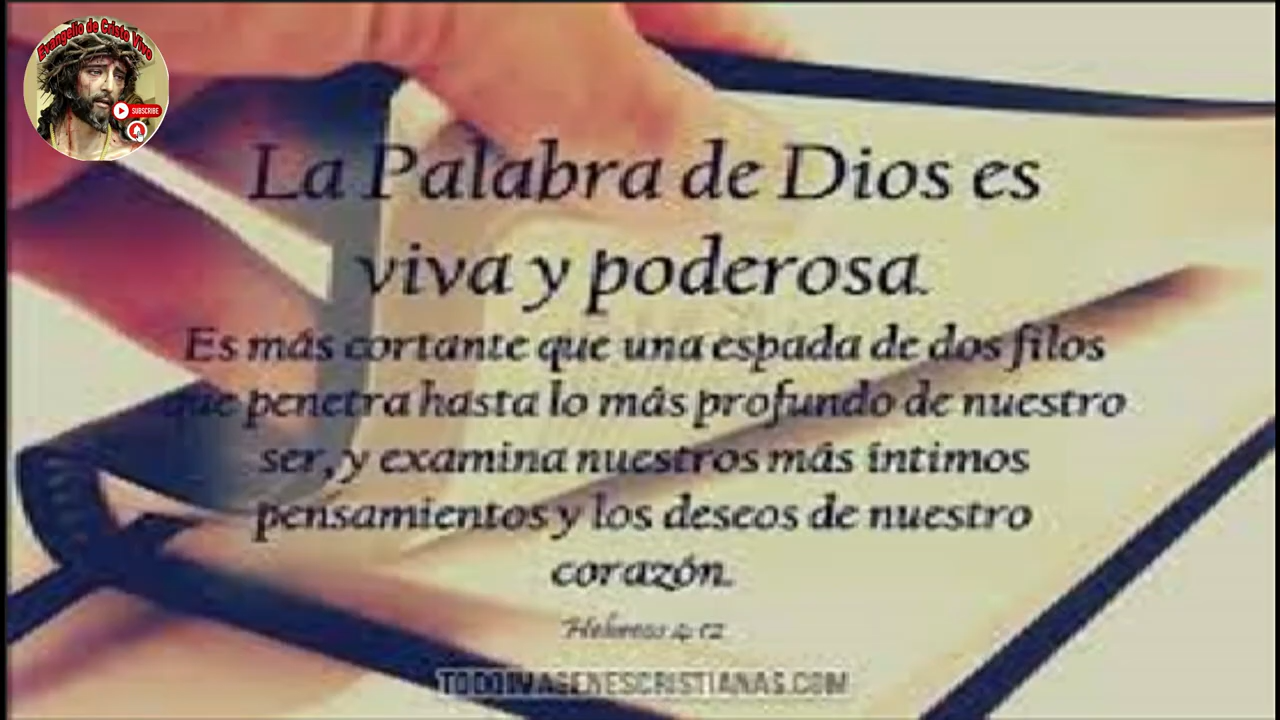 Evangelio de Cristo Vivo
SUBSCRIBE
La Palabra de Dios es
viva y poderosa.
Es más cortante que una espada de dos filos
que penetra hasta lo más profundo de nuestro
ser, y examina nuestros más íntimos
pensamientos y los deseos de nuestro
corazón.
Hebreos 4:12
TODOIMAGENESCRISTIANAS.COM